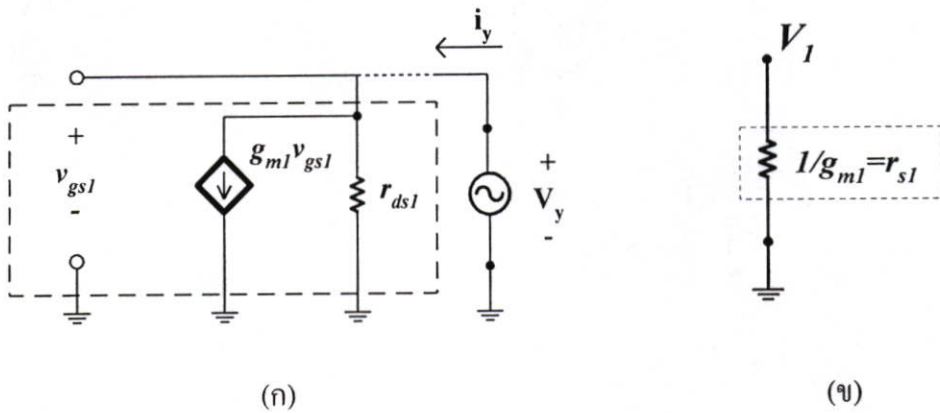 i_y
V_1
+
v_gs1
-
g_m1 v_gs1
r_ds1
+
V_y
-
1/g_m1=r_s1
(ก)
(ข)